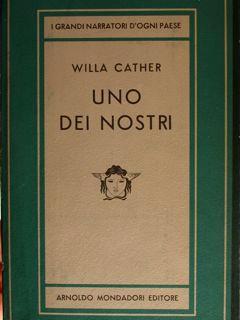 I GRANDI NARRATORI D'OGNI PAESE
WILLA CATHER
UNO
DEI NOSTRI
ARNOLDO MONDADORI EDITORE